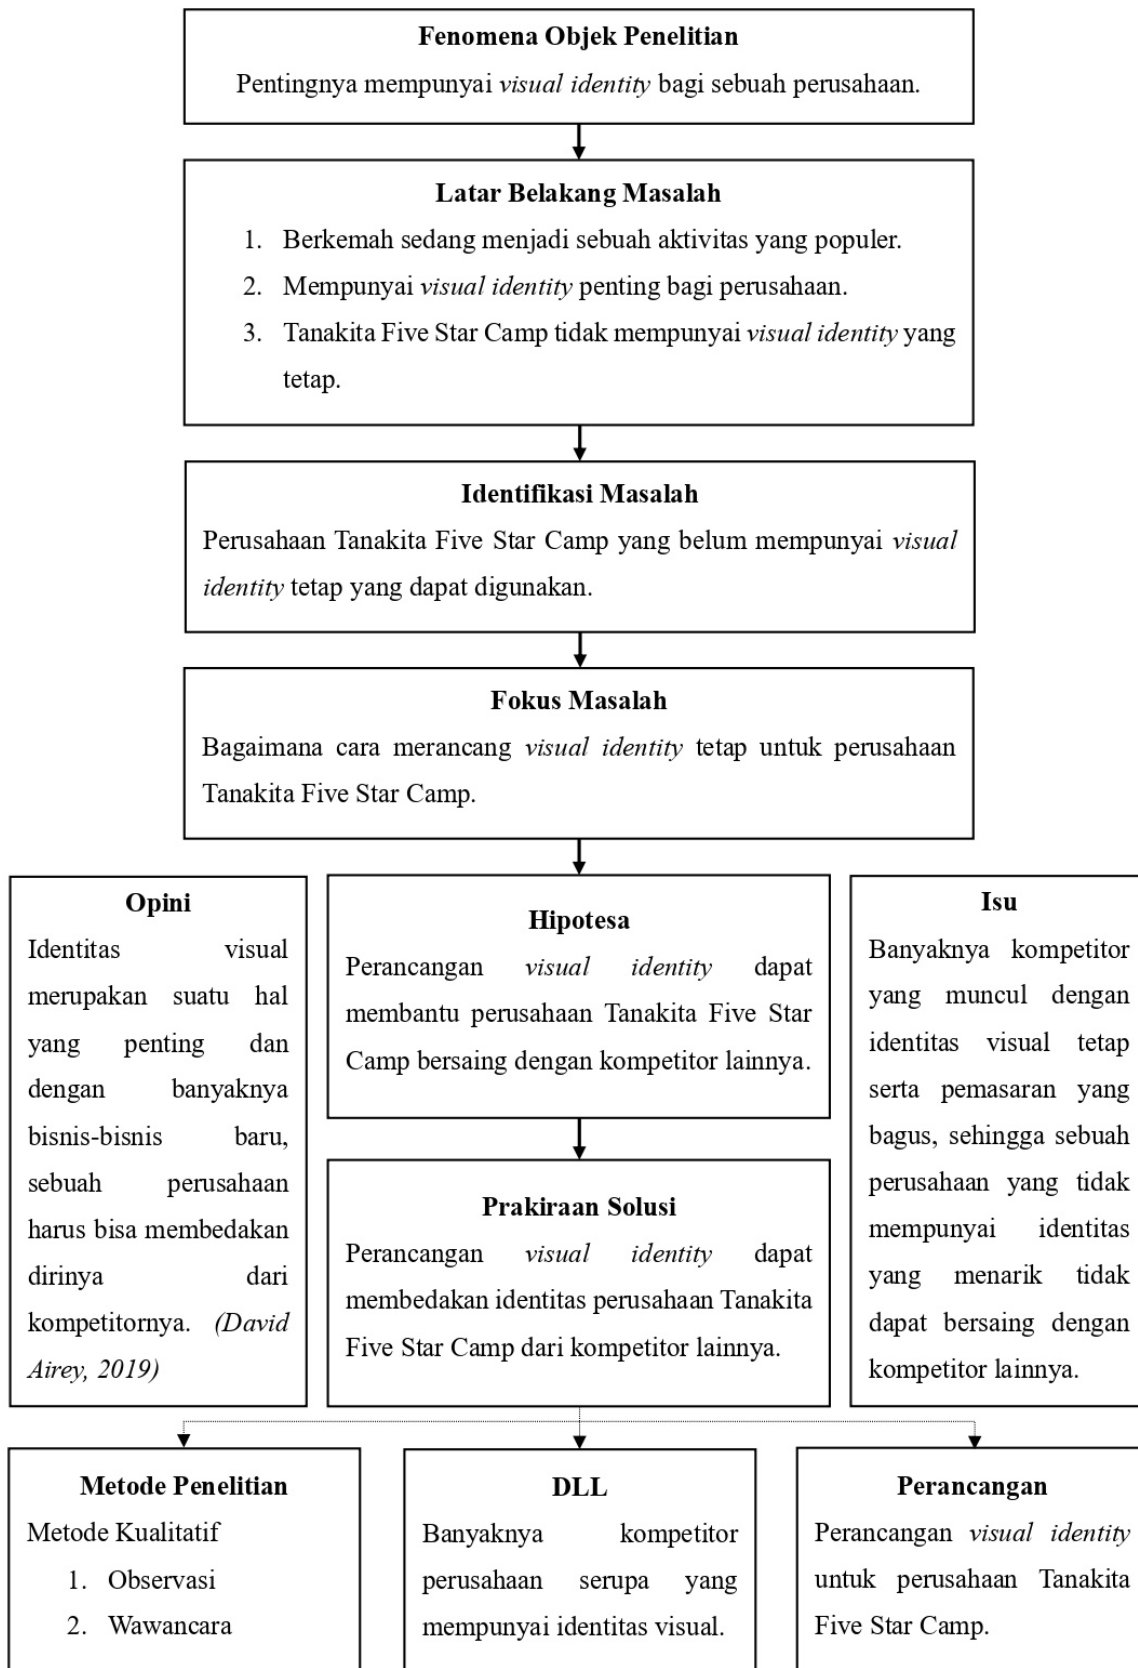 Fenomena Objek Penelitian
Pentingnya mempunyai visual identity bagi sebuah perusahaan.
Latar Belakang Masalah
1. Berkemah sedang menjadi sebuah aktivitas yang populer.
2. Mempunyai visual identity penting bagi perusahaan.
3. Tanakita Five Star Camp tidak mempunyai visual identity yang
tetap.
Identifikasi Masalah
Perusahaan Tanakita Five Star Camp yang belum mempunyai visual
identity tetap yang dapat digunakan.
Fokus Masalah
Bagaimana cara merancang visual identity tetap untuk perusahaan
Tanakita Five Star Camp.
Opini
Identitas visual
merupakan suatu hal
yang penting dan
dengan banyaknya
bisnis-bisnis baru,
sebuah perusahaan
harus bisa membedakan
dirinya dari
kompetitornya. (David
Airey, 2019)
Hipotesa
Perancangan visual identity dapat
membantu perusahaan Tanakita Five Star
Camp bersaing dengan kompetitor lainnya.
Prakiraan Solusi
Perancangan visual identity dapat
membedakan identitas perusahaan Tanakita
Five Star Camp dari kompetitor lainnya.
Isu
Banyaknya kompetitor
yang muncul dengan
identitas visual tetap
serta pemasaran yang
bagus, sehingga sebuah
perusahaan yang tidak
mempunyai identitas
yang menarik tidak
dapat bersaing dengan
kompetitor lainnya.
Metode Penelitian
Metode Kualitatif
1. Observasi
2. Wawancara
DLL
Banyaknya kompetitor
perusahaan serupa yang
mempunyai identitas visual.
Perancangan
Perancangan visual identity
untuk perusahaan Tanakita
Five Star Camp.